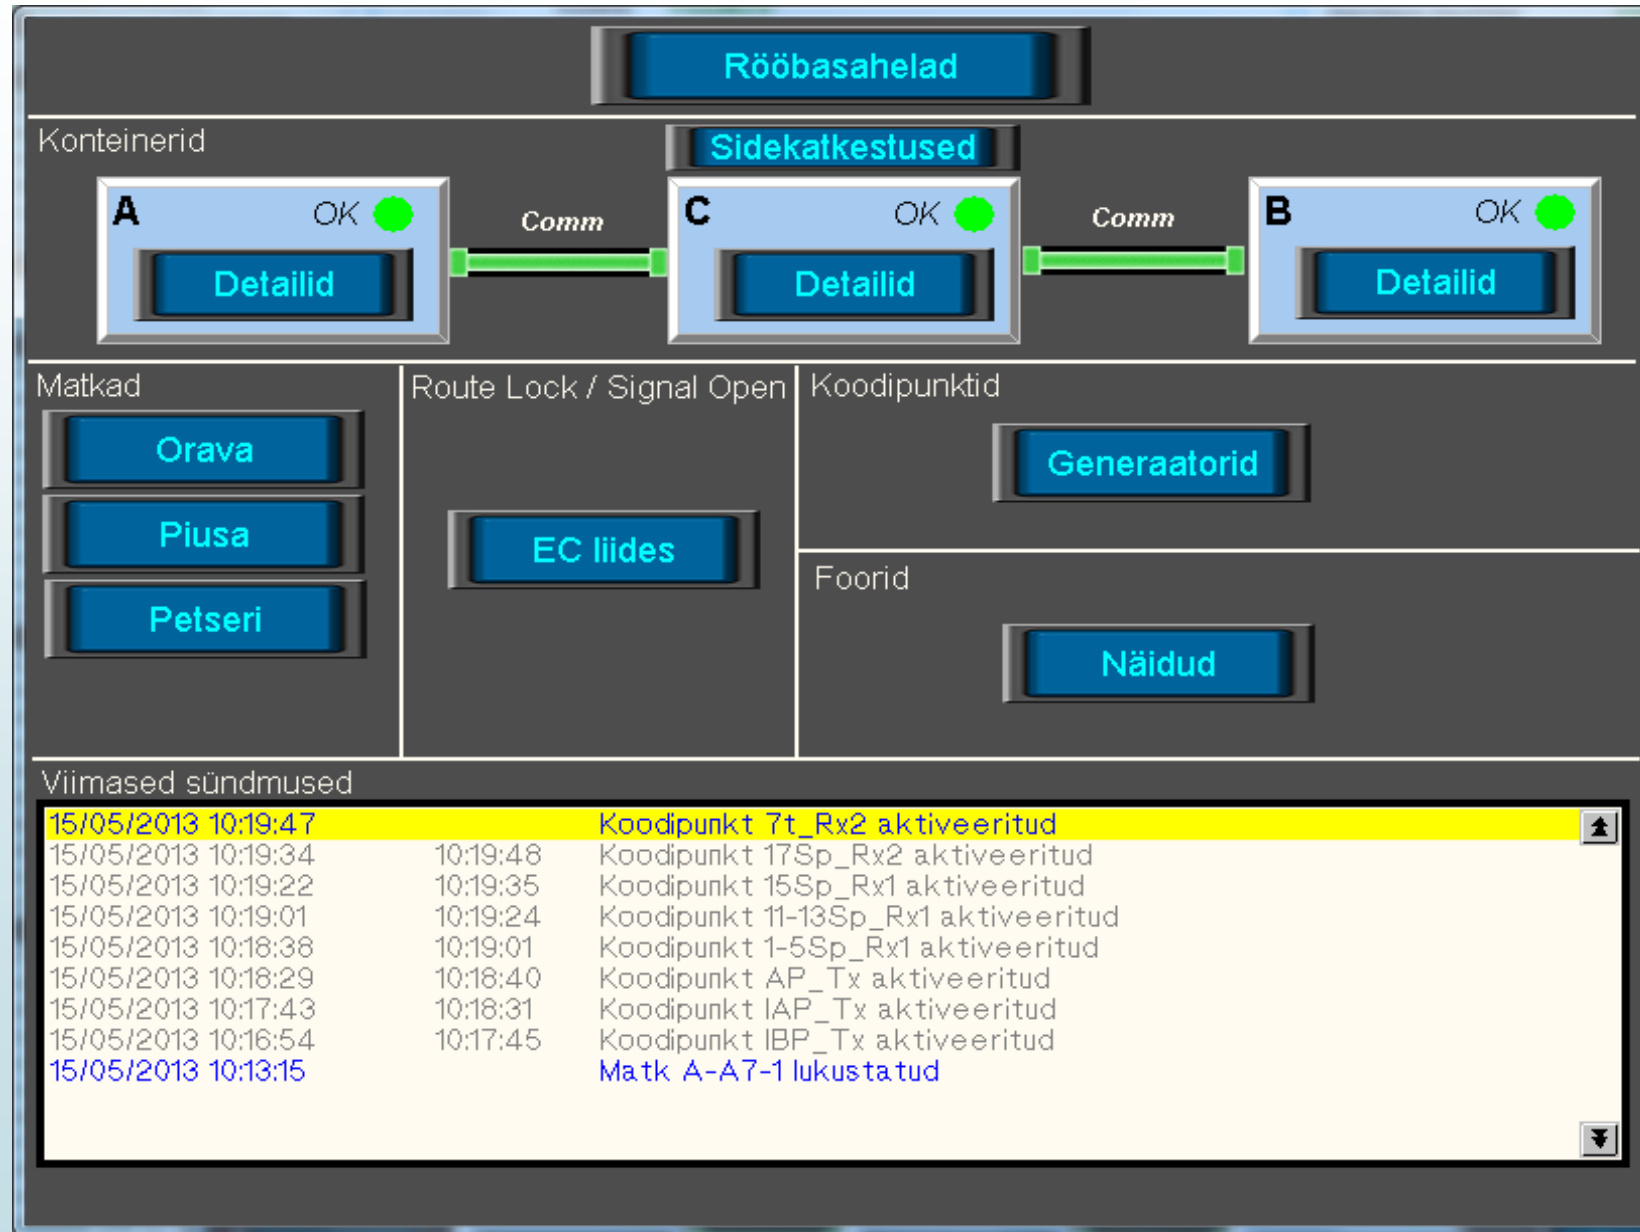 Rööbasahelad
Konteinerid
Sidekatkestused
A OK Comm C OK Comm B OK
Detailid Detailid Detailid
Matkad
Orava
Piusa
Petseri
Route Lock / Signal Open
EC liides
Koodipunktid
Generaatorid
Foorid
Näidud
Viimased sündmused
15/05/2013 10:19:47 Koodipunkt 7t_Rx2 aktiveeritud
15/05/2013 10:19:34 10:19:48 Koodipunkt 17Sp_Rx2 aktiveeritud
15/05/2013 10:19:22 10:19:35 Koodipunkt 15Sp_Rx1 aktiveeritud
15/05/2013 10:19:01 10:19:24 Koodipunkt 11-13Sp_Rx1 aktiveeritud
15/05/2013 10:18:38 10:19:01 Koodipunkt 1-5Sp_Rx1 aktiveeritud
15/05/2013 10:18:29 10:18:40 Koodipunkt AP_Tx aktiveeritud
15/05/2013 10:17:43 10:18:31 Koodipunkt IAP_Tx aktiveeritud
15/05/2013 10:16:54 10:17:45 Koodipunkt IBP_Tx aktiveeritud
15/05/2013 10:13:15 Matk A-A7-1 lukustatud